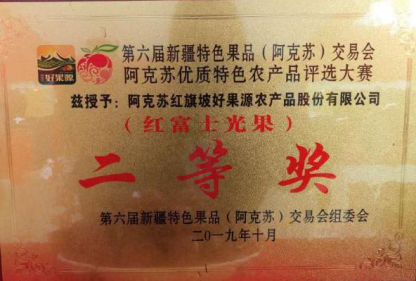 好果源
第六届新疆特色果品（阿克苏）交易会
阿克苏优质特色农产品评选大赛
兹授予：阿克苏红旗坡好果源农产品股份有限公司
（红富士光果）
二等奖
第六届新疆特色果品（阿克苏）交易会组委会
二〇一九年十月